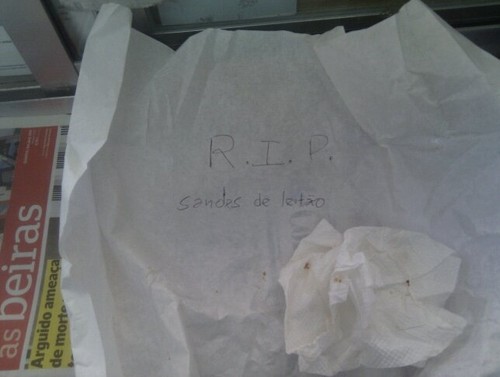 R.I.P.
sandes de leitão
as beiras
Arguido ameaça
de morte